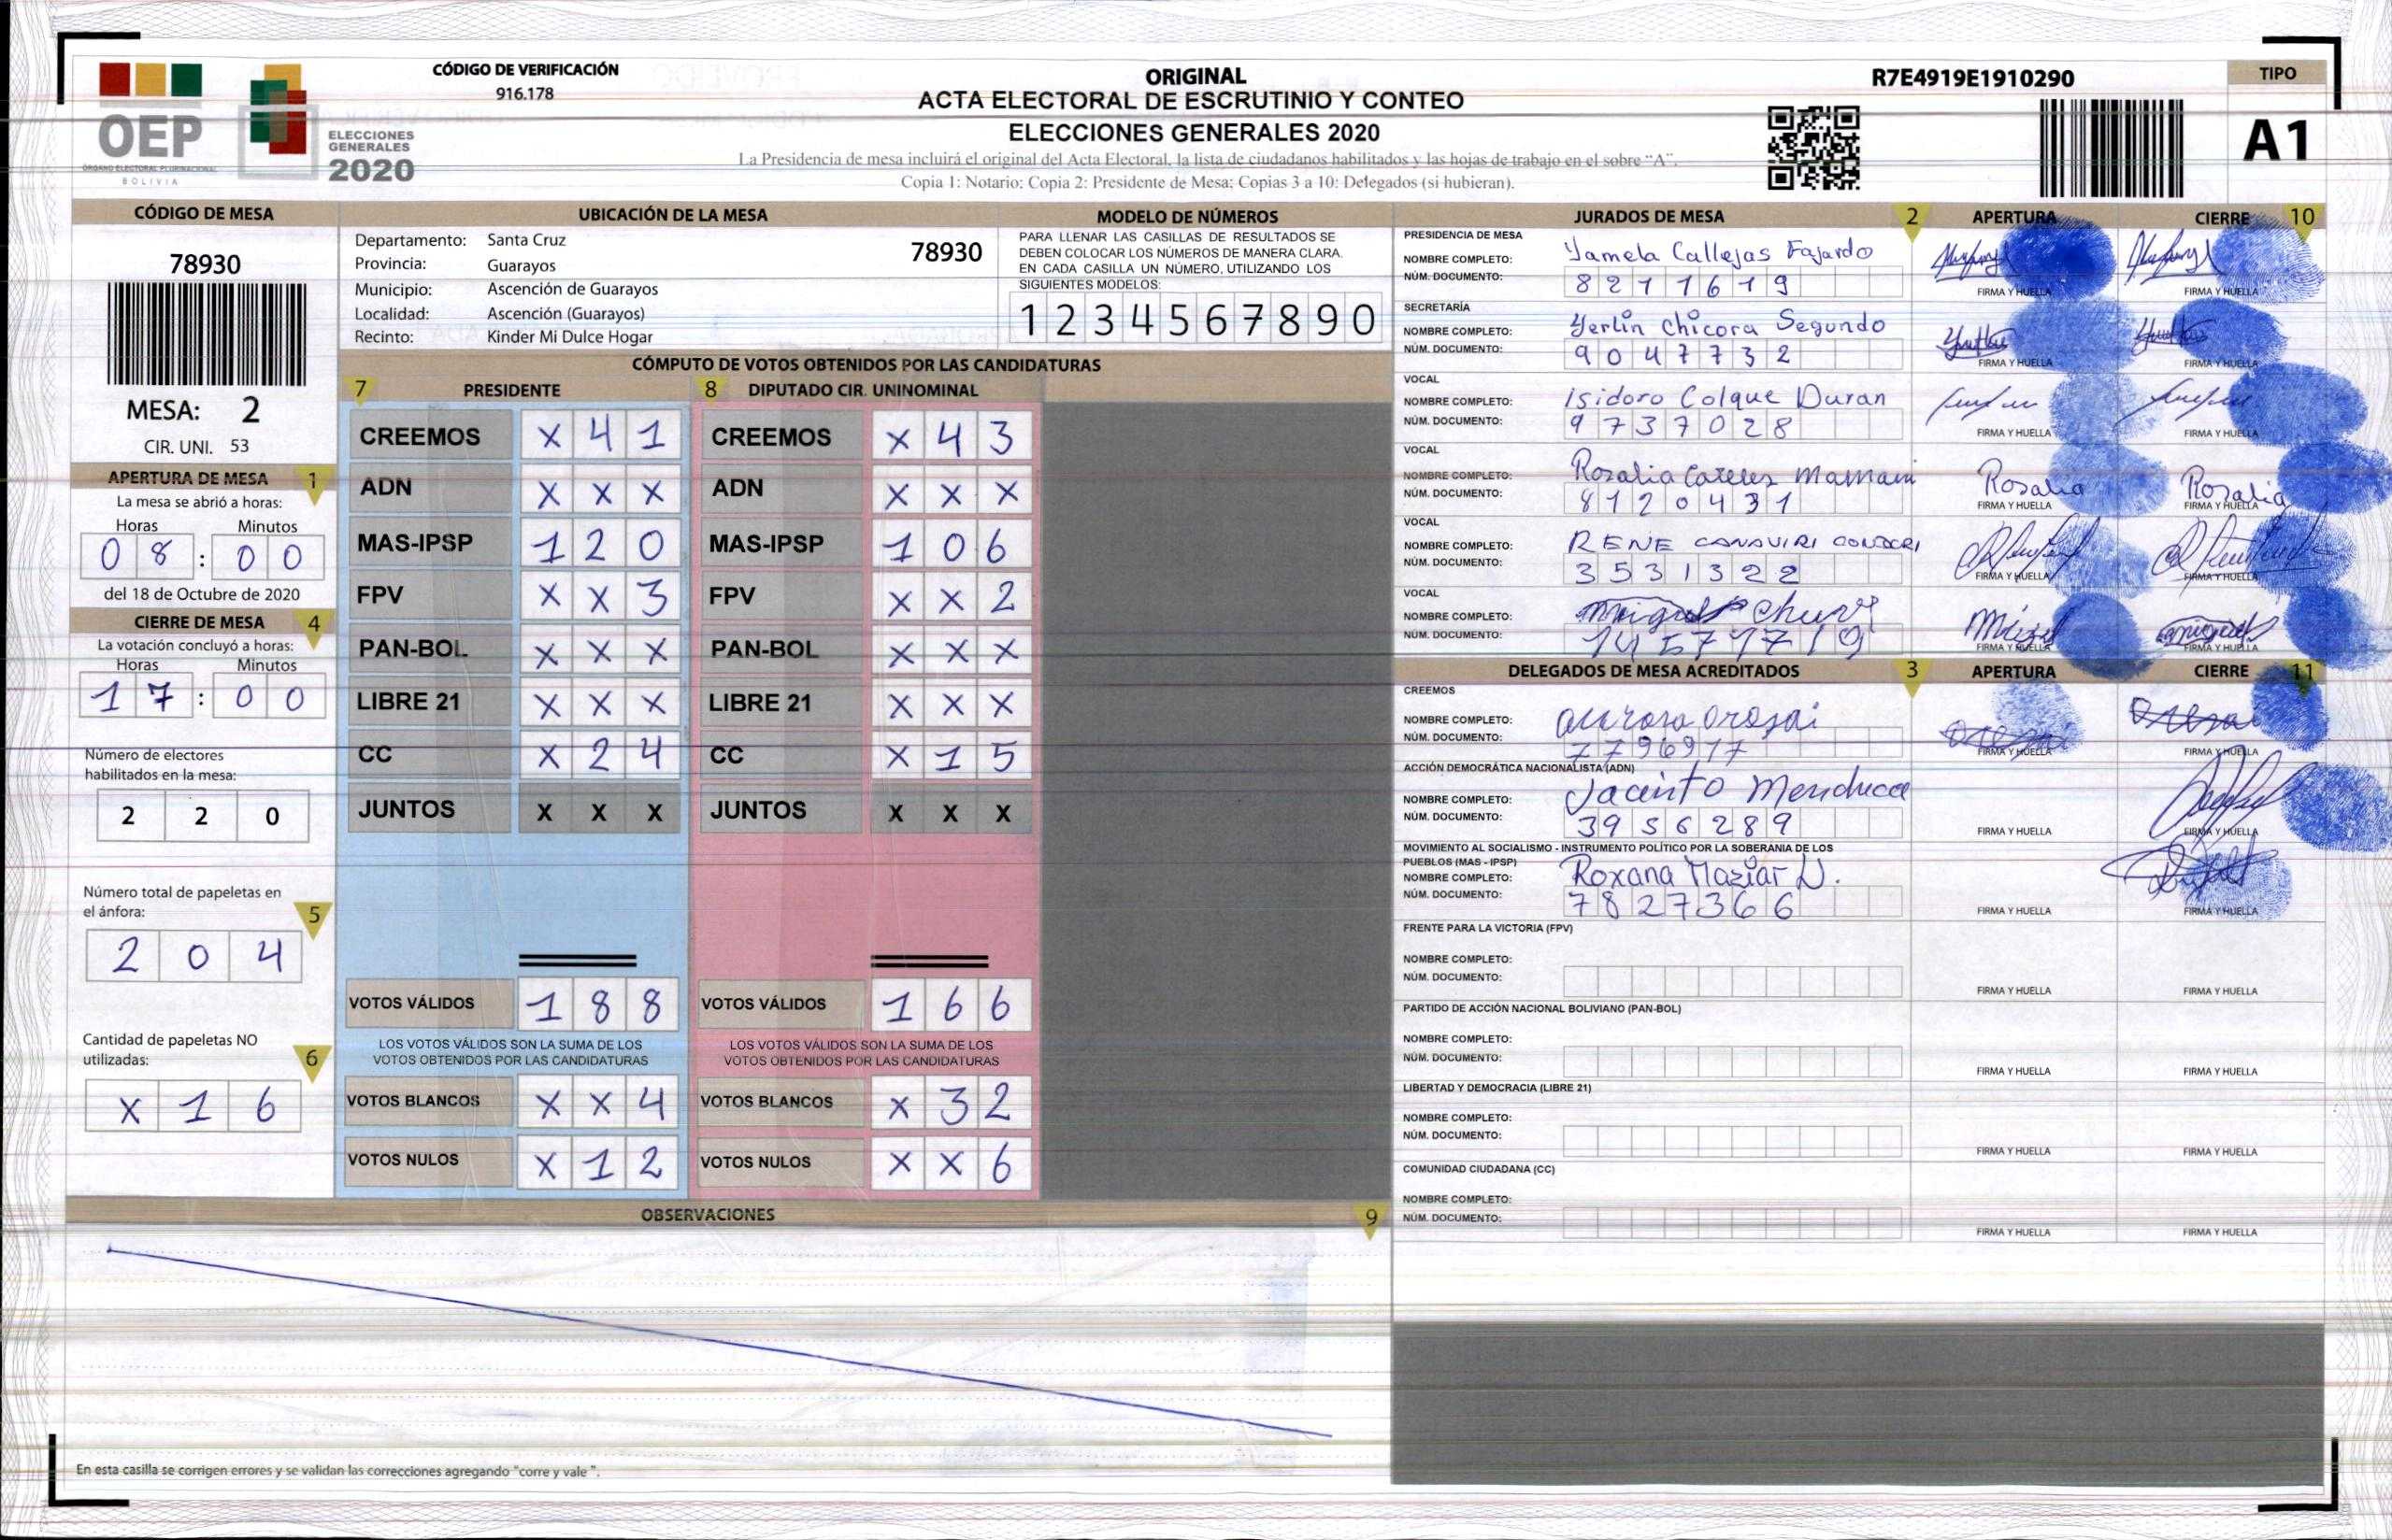 CÓDIGO DE VERIFICACIÓN
916.178
OEP
ÓRGANO ELECTORAL PLURINACIONAL
BOLIVIA
ELECCIONES
GENERALES
2020
ORIGINAL
ACTA ELECTORAL DE ESCRUTINIO Y CONTEO
ELECCIONES GENERALES 2020
La Presidencia de mesa incluirá el original del Acta Electoral, la lista de ciudadanos habilitados y las hojas de trabajo en el sobre "A".
Copia 1: Notario; Copia 2: Presidente de Mesa; Copias 3 a 10: Delegados (si hubieran).
R7E4919E1910290
TIPO
A1
CÓDIGO DE MESA
78930
MESA: 2
CIR. UNI. 53
APERTURA DE MESA 1
La mesa se abrió a horas:
Horas Minutos
08:00
del 18 de Octubre de 2020
CIERRE DE MESA 4
La votación concluyó a horas:
Horas Minutos
17:00
Número de electores
habilitados en la mesa:
2 2 0
Número total de papeletas en
el ánfora: 5
2 0 4
Cantidad de papeletas NO
utilizadas: 6
X 1 6
UBICACIÓN DE LA MESA
Departamento: Santa Cruz 78930
Provincia: Guarayos
Municipio: Ascención de Guarayos
Localidad: Ascención (Guarayos)
Recinto: Kinder Mi Dulce Hogar
MODELO DE NÚMEROS
PARA LLENAR LAS CASILLAS DE RESULTADOS SE
DEBEN COLOCAR LOS NÚMEROS DE MANERA CLARA.
EN CADA CASILLA UN NÚMERO, UTILIZANDO LOS
SIGUIENTES MODELOS:
1 2 3 4 5 6 7 8 9 0
CÓMPUTO DE VOTOS OBTENIDOS POR LAS CANDIDATURAS
7 PRESIDENTE 8 DIPUTADO CIR. UNINOMINAL
CREEMOS X 4 1 CREEMOS X 4 3
ADN X X X ADN X X X
MAS-IPSP 1 2 0 MAS-IPSP 1 0 6
FPV X X 3 FPV X X 2
PAN-BOL X X X PAN-BOL X X X
LIBRE 21 X X X LIBRE 21 X X X
CC X 2 4 CC X 1 5
JUNTOS X X X JUNTOS X X X
VOTOS VÁLIDOS 1 8 8 VOTOS VÁLIDOS 1 6 6
LOS VOTOS VÁLIDOS SON LA SUMA DE LOS LOS VOTOS VÁLIDOS SON LA SUMA DE LOS
VOTOS OBTENIDOS POR LAS CANDIDATURAS VOTOS OBTENIDOS POR LAS CANDIDATURAS
VOTOS BLANCOS X X 4 VOTOS BLANCOS X 3 2
VOTOS NULOS X 1 2 VOTOS NULOS X X 6
OBSERVACIONES 9
En esta casilla se corrigen errores y se validan las correcciones agregando "corre y vale ".
JURADOS DE MESA 2 APERTURA CIERRE 10
PRESIDENCIA DE MESA
NOMBRE COMPLETO: Yamela Callejas Fajardo
NÚM. DOCUMENTO: 8211619 FIRMA Y HUELLA FIRMA Y HUELLA
SECRETARÍA
NOMBRE COMPLETO: Yerlin Chicora Segundo
NÚM. DOCUMENTO: 9047732 FIRMA Y HUELLA FIRMA Y HUELLA
VOCAL
NOMBRE COMPLETO: Isidoro Colque Duran
NÚM. DOCUMENTO: 9737028 FIRMA Y HUELLA FIRMA Y HUELLA
VOCAL
NOMBRE COMPLETO: Rosalia Mamani Rosalia Rosalia
NÚM. DOCUMENTO: 8120431 FIRMA Y HUELLA FIRMA Y HUELLA
VOCAL
NOMBRE COMPLETO: RENE CANAVIRI CONDORI
NÚM. DOCUMENTO: 3531322 FIRMA Y HUELLA FIRMA Y HUELLA
VOCAL
NOMBRE COMPLETO: Miguel
NÚM. DOCUMENTO: FIRMA Y HUELLA FIRMA Y HUELLA
DELEGADOS DE MESA ACREDITADOS 3 APERTURA CIERRE 11
CREEMOS
NOMBRE COMPLETO: aurora
NÚM. DOCUMENTO: 7796917 FIRMA Y HUELLA FIRMA Y HUELLA
ACCIÓN DEMOCRÁTICA NACIONALISTA (ADN)
NOMBRE COMPLETO: Jacinto
NÚM. DOCUMENTO: 3956289 FIRMA Y HUELLA FIRMA Y HUELLA
MOVIMIENTO AL SOCIALISMO - INSTRUMENTO POLÍTICO POR LA SOBERANIA DE LOS
PUEBLOS (MAS - IPSP)
NOMBRE COMPLETO: Roxana
NÚM. DOCUMENTO: 7827366 FIRMA Y HUELLA FIRMA Y HUELLA
FRENTE PARA LA VICTORIA (FPV)
NOMBRE COMPLETO:
NÚM. DOCUMENTO: FIRMA Y HUELLA FIRMA Y HUELLA
PARTIDO DE ACCIÓN NACIONAL BOLIVIANO (PAN-BOL)
NOMBRE COMPLETO:
NÚM. DOCUMENTO: FIRMA Y HUELLA FIRMA Y HUELLA
LIBERTAD Y DEMOCRACIA (LIBRE 21)
NOMBRE COMPLETO:
NÚM. DOCUMENTO: FIRMA Y HUELLA FIRMA Y HUELLA
COMUNIDAD CIUDADANA (CC)
NOMBRE COMPLETO:
NÚM. DOCUMENTO: FIRMA Y HUELLA FIRMA Y HUELLA